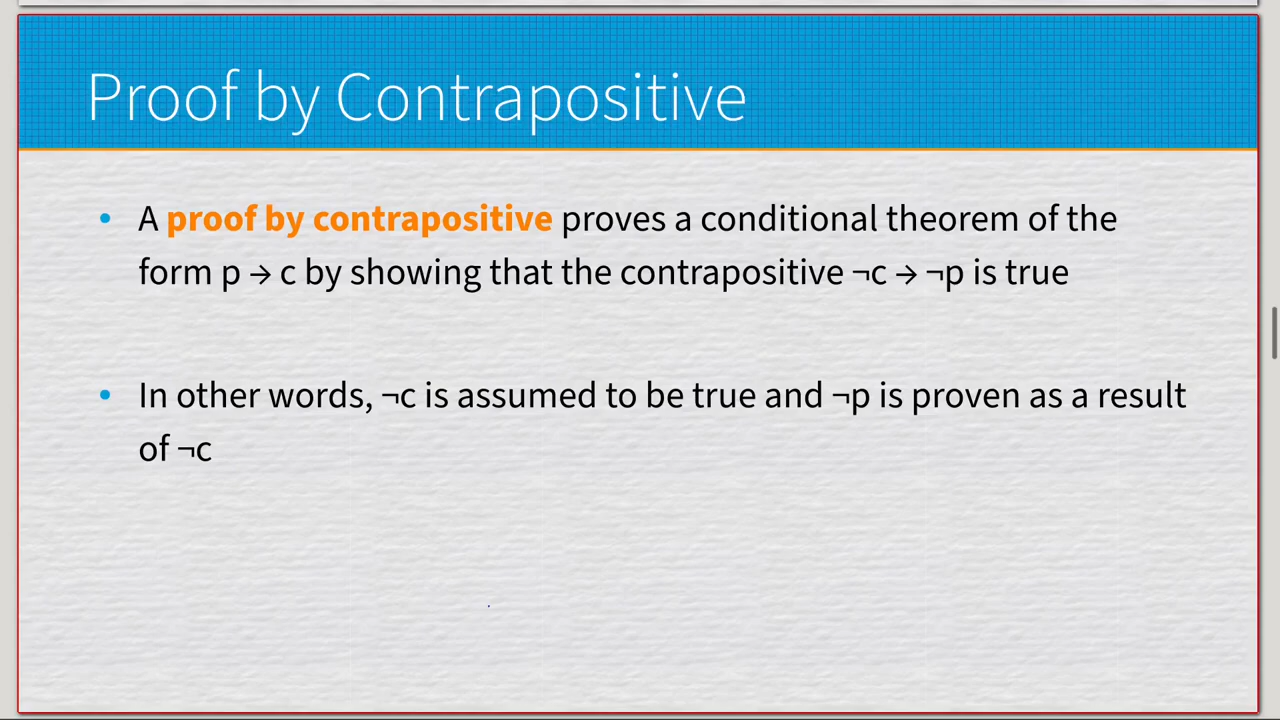 Proof by Contrapositive
• A proof by contrapositive proves a conditional theorem of the
form p → c by showing that the contrapositive ¬c → ¬p is true
• In other words, ¬c is assumed to be true and ¬p is proven as a result
of ¬c